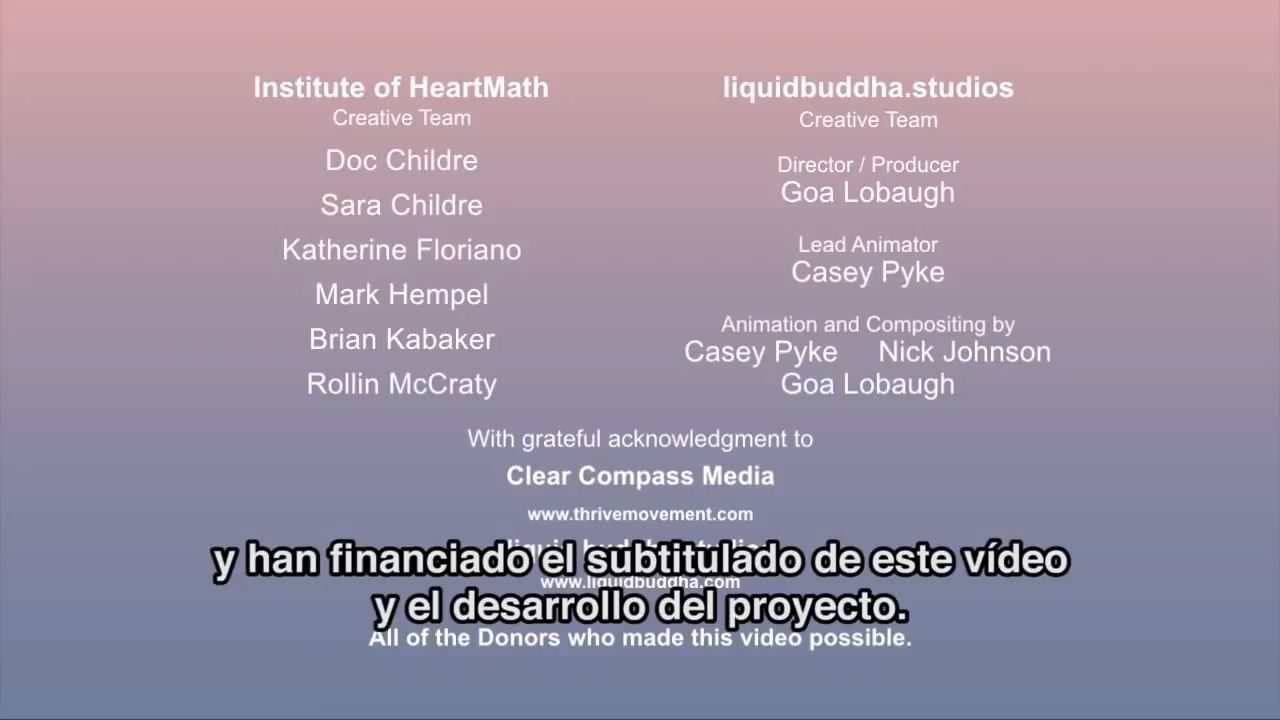 Institute of HeartMath
Creative Team
Doc Childre
Sara Childre
Katherine Floriano
Mark Hempel
Brian Kabaker
Rollin McCraty
liquidbuddha.studios
Creative Team
Director / Producer
Goa Lobaugh
Lead Animator
Casey Pyke
Animation and Compositing by
Casey Pyke Nick Johnson
Goa Lobaugh
With grateful acknowledgment to
Clear Compass Media
www.thrivemovement.com
y han financiado el subtitulado de este vídeo
www.liquidbuddha.com
y el desarrollo del proyecto.
All of the Donors who made this video possible.